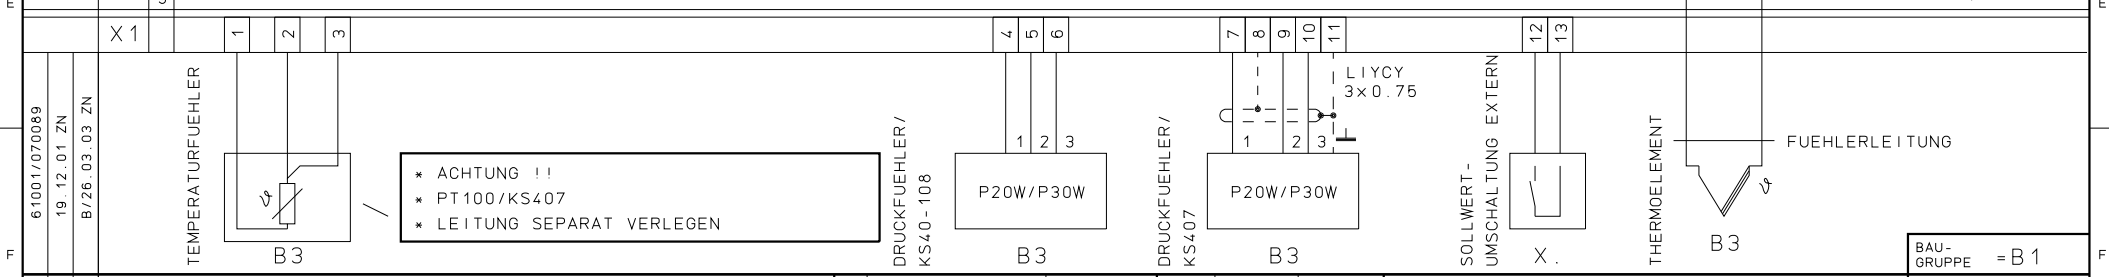 E
E
X1
1
2
3
4
5
6
7
8
9
10
11
12
13
61001/070089
19.12.01 ZN
B/26.03.03 ZN
TEMPERATURFUEHLER
ϑ
B3
* ACHTUNG !!
* PT100/KS407
* LEITUNG SEPARAT VERLEGEN
DRUCKFUEHLER/
KS40-108
1 2 3
P20W/P30W
B3
DRUCKFUEHLER/
KS407
LIYCY
3x0.75
1 2 3
P20W/P30W
B3
SOLLWERT-
UMSCHALTUNG EXTERN
X.
THERMOELEMENT
FUEHLERLEITUNG
ϑ
B3
BAU-
GRUPPE =B1
F
F